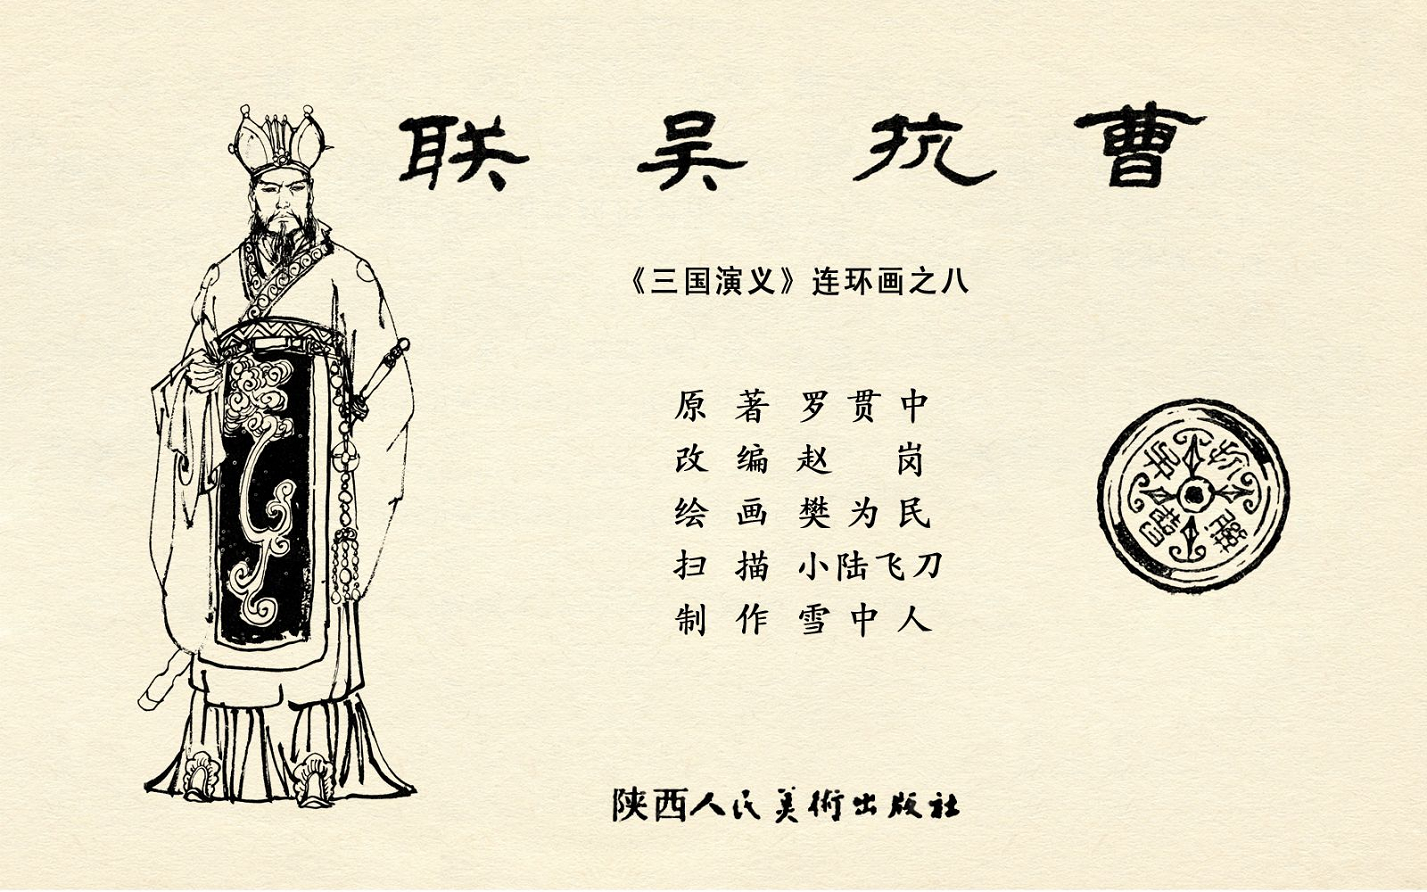 联吴抗曹
《三国演义》连环画之八
原著 罗贯中
改编 赵岗
绘画 樊为民
扫描 小陆飞刀
制作 雪中人
陕西人民美術出版社